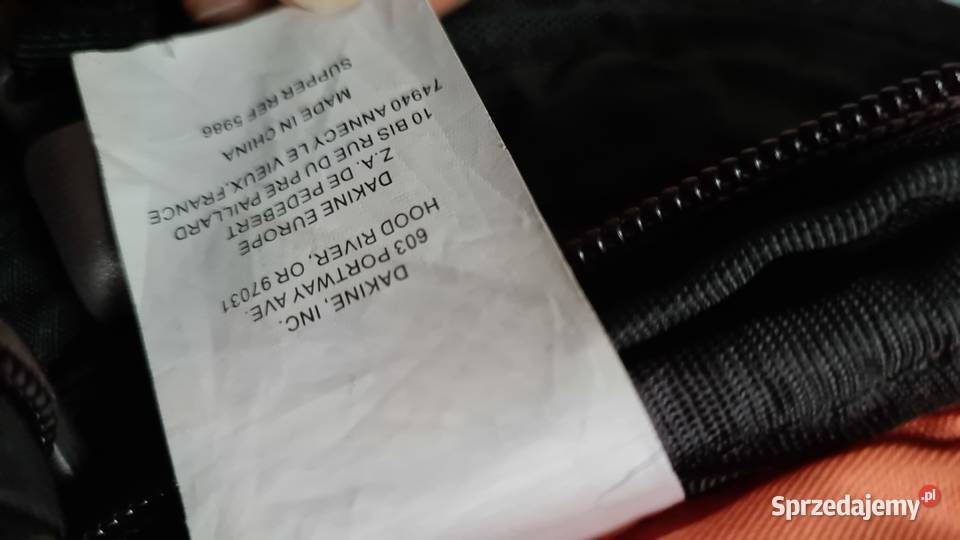 DAKINE, INC.
603 PORTWAY AVE.
HOOD RIVER, OR 97031
DAKINE EUROPE
Z.A. DE PEDEBERT
10 BIS RUE DU PRE PAILLARD
74940 ANNECY LE VIEUX.FRANCE
MADE IN CHINA
SUPPER REF 5986
Sprzedajemy.pl